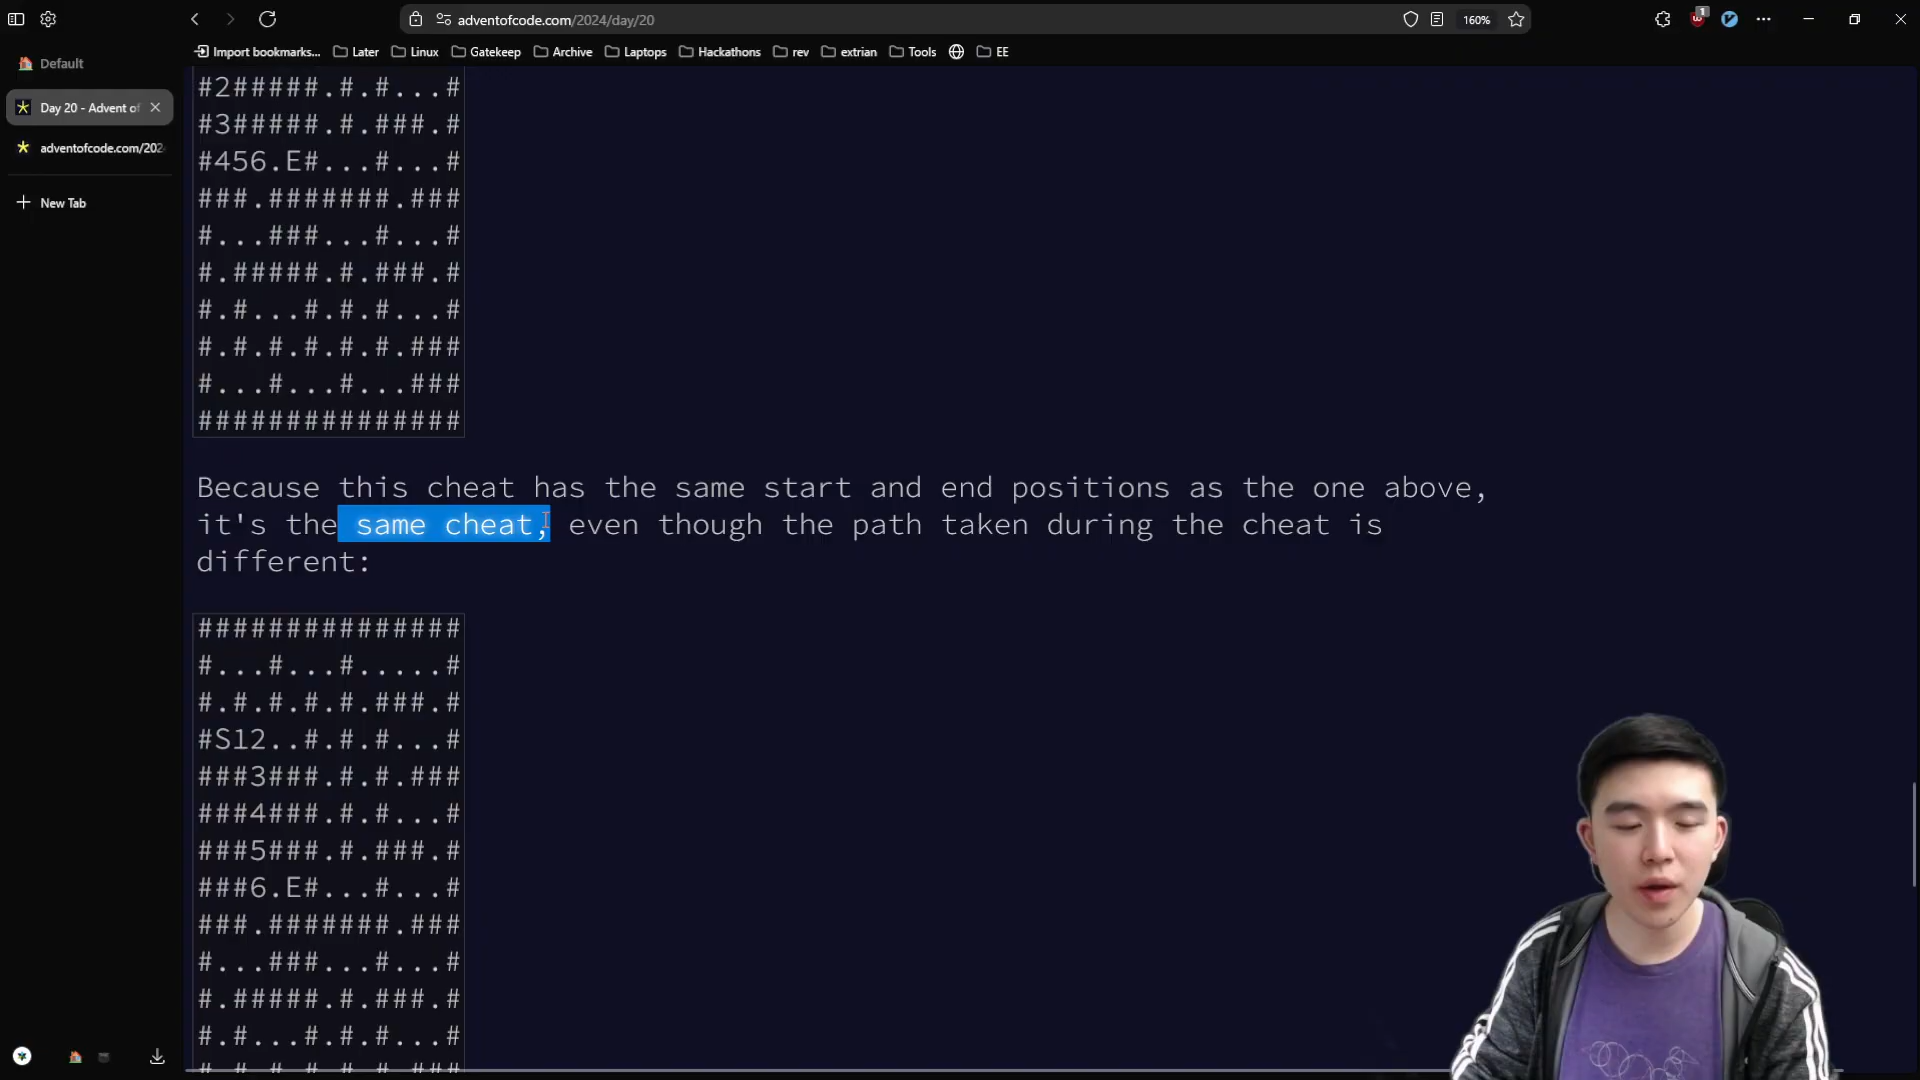 adventofcode.com/2024/day/20
160%
1
Import bookmarks...
Later
Linux
Gatekeep
Archive
Laptops
Hackathons
rev
extrian
Tools
EE
Default
Day 20 - Advent of
adventofcode.com/202
New Tab
#2#####.#.#...#
#3#####.#.###.#
#456.E#...#...#
###.#######.###
#...###...#...#
#.#####.#.###.#
#.#...#.#.#...#
#.#.#.#.#.#.###
#...#...#...###
###############
Because this cheat has the same start and end positions as the one above,
it's the same cheat, even though the path taken during the cheat is
different:
###############
#...#...#.....#
#.#.#.#.#.###.#
#S12..#.#.#...#
###3###.#.#.###
###4###.#.#...#
###5###.#.###.#
###6.E#...#...#
###.#######.###
#...###...#...#
#.#####.#.###.#
#.#...#.#.#...#